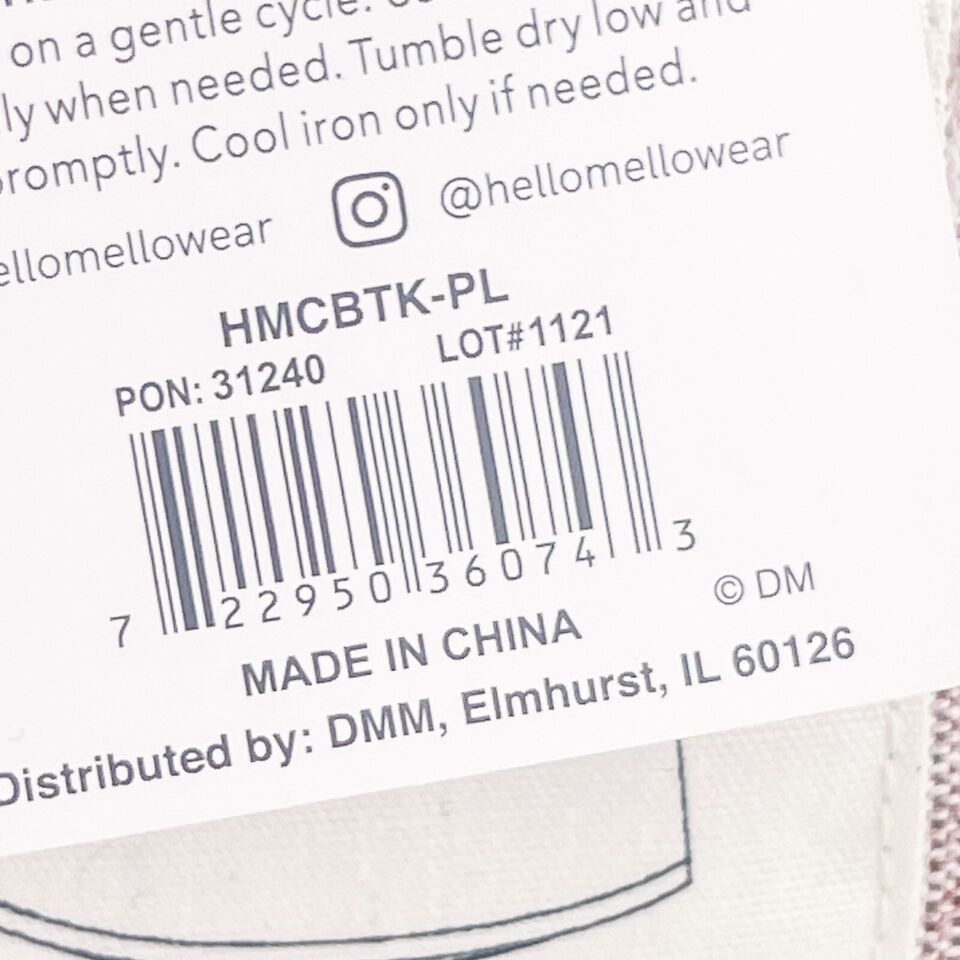 on a gentle cycle.
when needed. Tumble dry low and
promptly. Cool iron only if needed.
ellomellowear @hellomellowear
HMCBTK-PL
PON: 31240 LOT#1121
7 22950 36074 3
© DM
MADE IN CHINA
Distributed by: DMM, Elmhurst, IL 60126